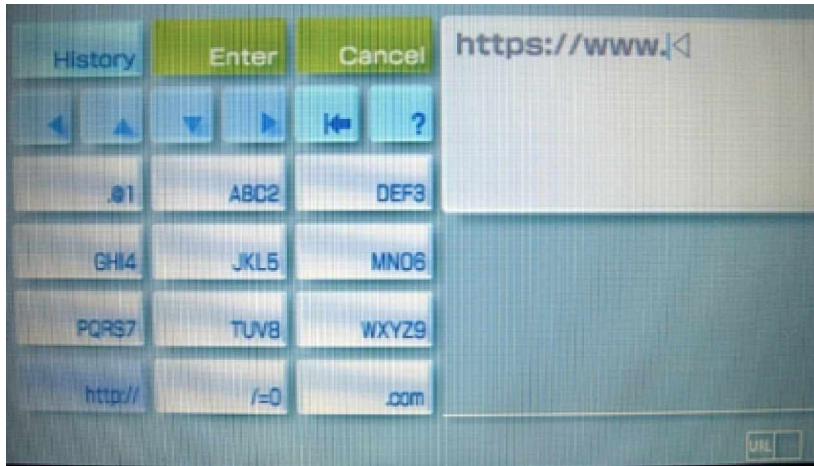 History Enter Cancel https://www.
?
.@1 ABC2 DEF3
GHI4 JKL5 MNO6
PQRS7 TUV8 WXYZ9
http:// /=0 .com
URL